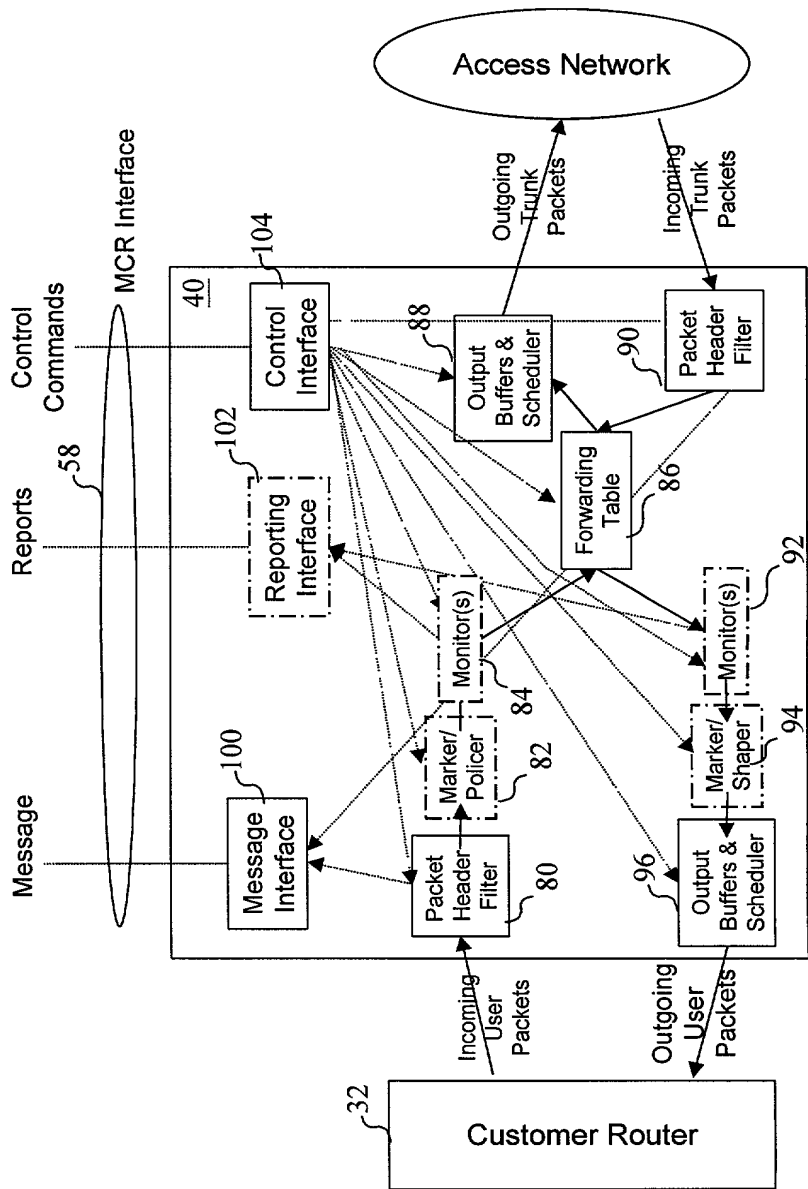 Message
Reports
Control
Commands
58
MCR Interface
40
100
Message
Interface
102
Reporting
Interface
104
Control
Interface
Access Network
Outgoing
Trunk
Packets
Incoming
Trunk
Packets
88
Output
Buffers &
Scheduler
90
Packet
Header
Filter
Forwarding
Table
86
Monitor(s)
84
Marker/
Policer
82
Packet
Header
Filter
80
Monitor(s)
92
Marker/
Shaper
94
96
Output
Buffers &
Scheduler
Incoming
User
Packets
Outgoing
User
Packets
32
Customer Router